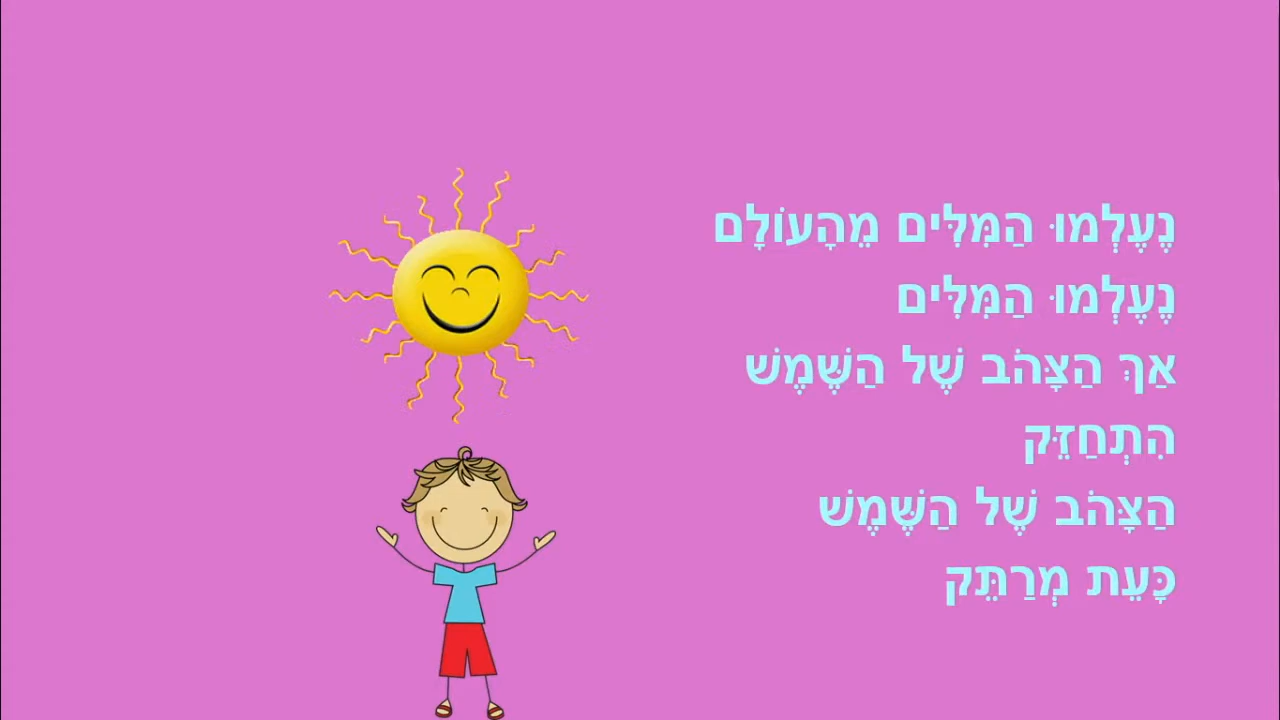 נֶעֶלְמוּ הַמִּלִּים מֵהָעוֹלָם
נֶעֶלְמוּ הַמִּלִּים
אַךְ הַצָּהֹב שֶׁל הַשֶּׁמֶשׁ
הִתְחַזֵּק
הַצָּהֹב שֶׁל הַשֶּׁמֶשׁ
כָּעֵת מְרַתֵּק